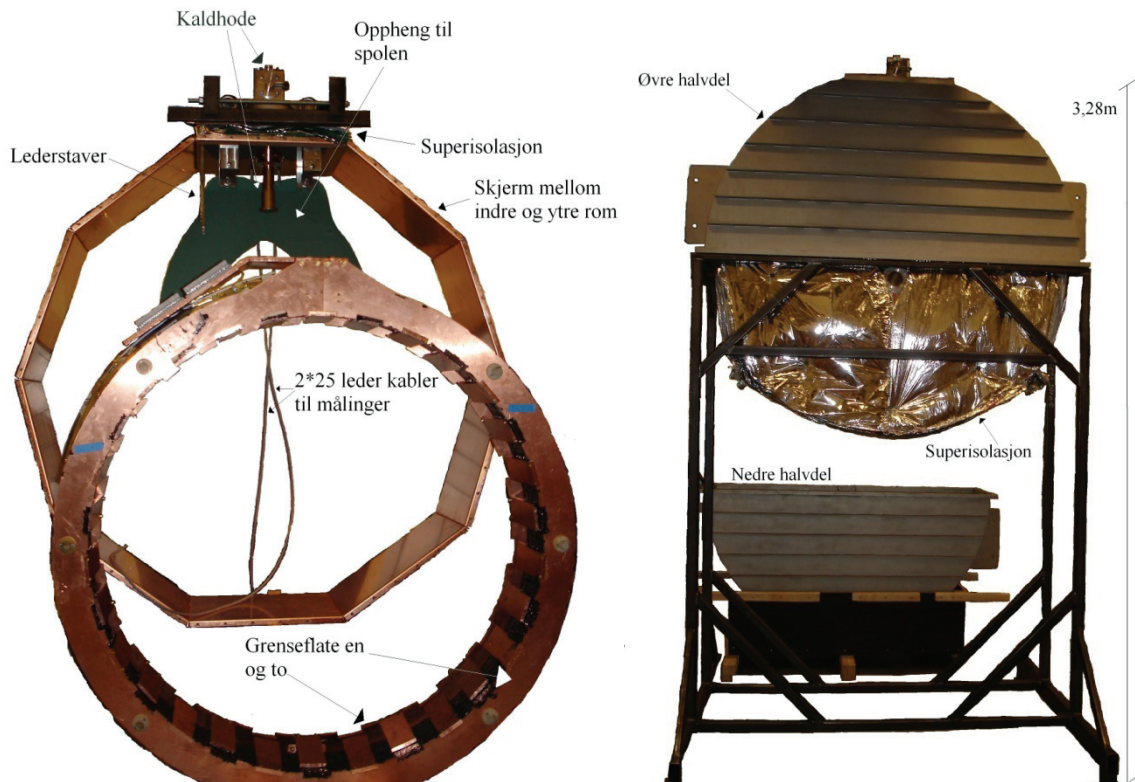 Kaldhode
Oppheng til
spolen
Superisolasjon
Lederstaver
Skjerm mellom
indre og ytre rom
2*25 leder kabler
til målinger
Grenseflate en
og to
Øvre halvdel
3,28m
Superisolasjon
Nedre halvdel